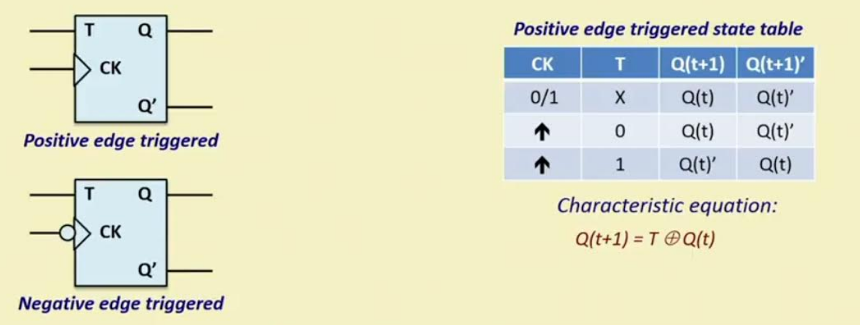 T Q
CK
Q’
Positive edge triggered
T Q
CK
Q’
Negative edge triggered
Positive edge triggered state table
CK T Q(t+1) Q(t+1)’
0/1 X Q(t) Q(t)’
↑ 0 Q(t) Q(t)’
↑ 1 Q(t)’ Q(t)
Characteristic equation:
Q(t+1) = T ⊕ Q(t)